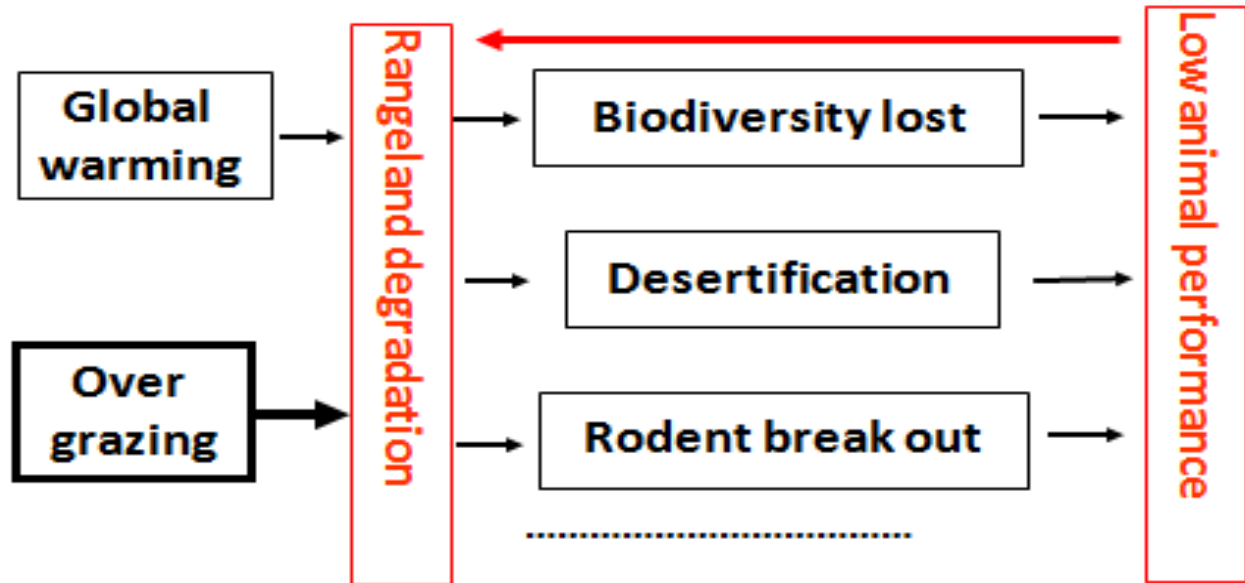 Global
warming
Over
grazing
Rangeland degradation
Biodiversity lost
Desertification
Rodent break out
Low animal performance